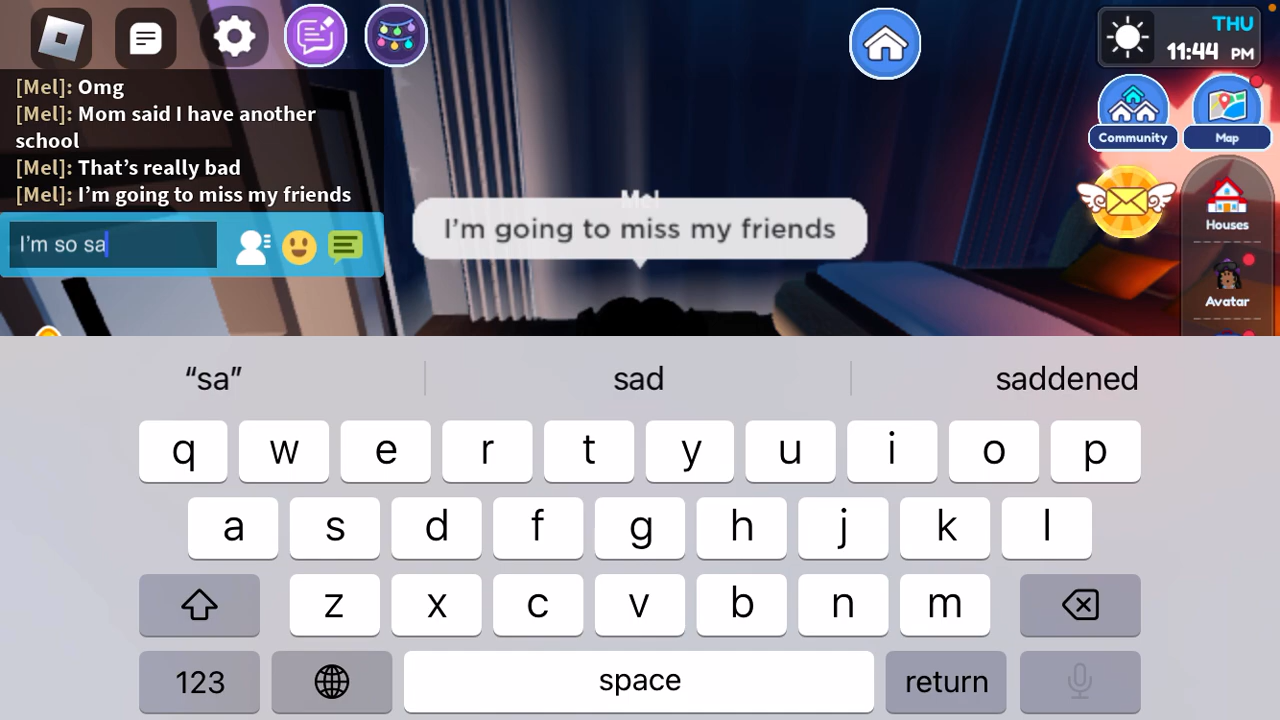 THU
11:44 PM
[Mel]: Omg
[Mel]: Mom said I have another
school
[Mel]: That’s really bad
[Mel]: I’m going to miss my friends
I’m so sa
Mel
I’m going to miss my friends
Community
Map
Houses
Avatar
“sa”
sad
saddened
q w e r t y u i o p
a s d f g h j k l
z x c v b n m
123
space
return